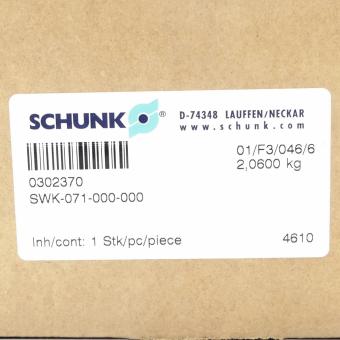 SCHUNK ®
D-74348 LAUFFEN/NECKAR
www.schunk.com
01/F3/046/6
2,0600 kg
0302370
SWK-071-000-000
Inh/cont: 1 Stk/pc/piece
4610